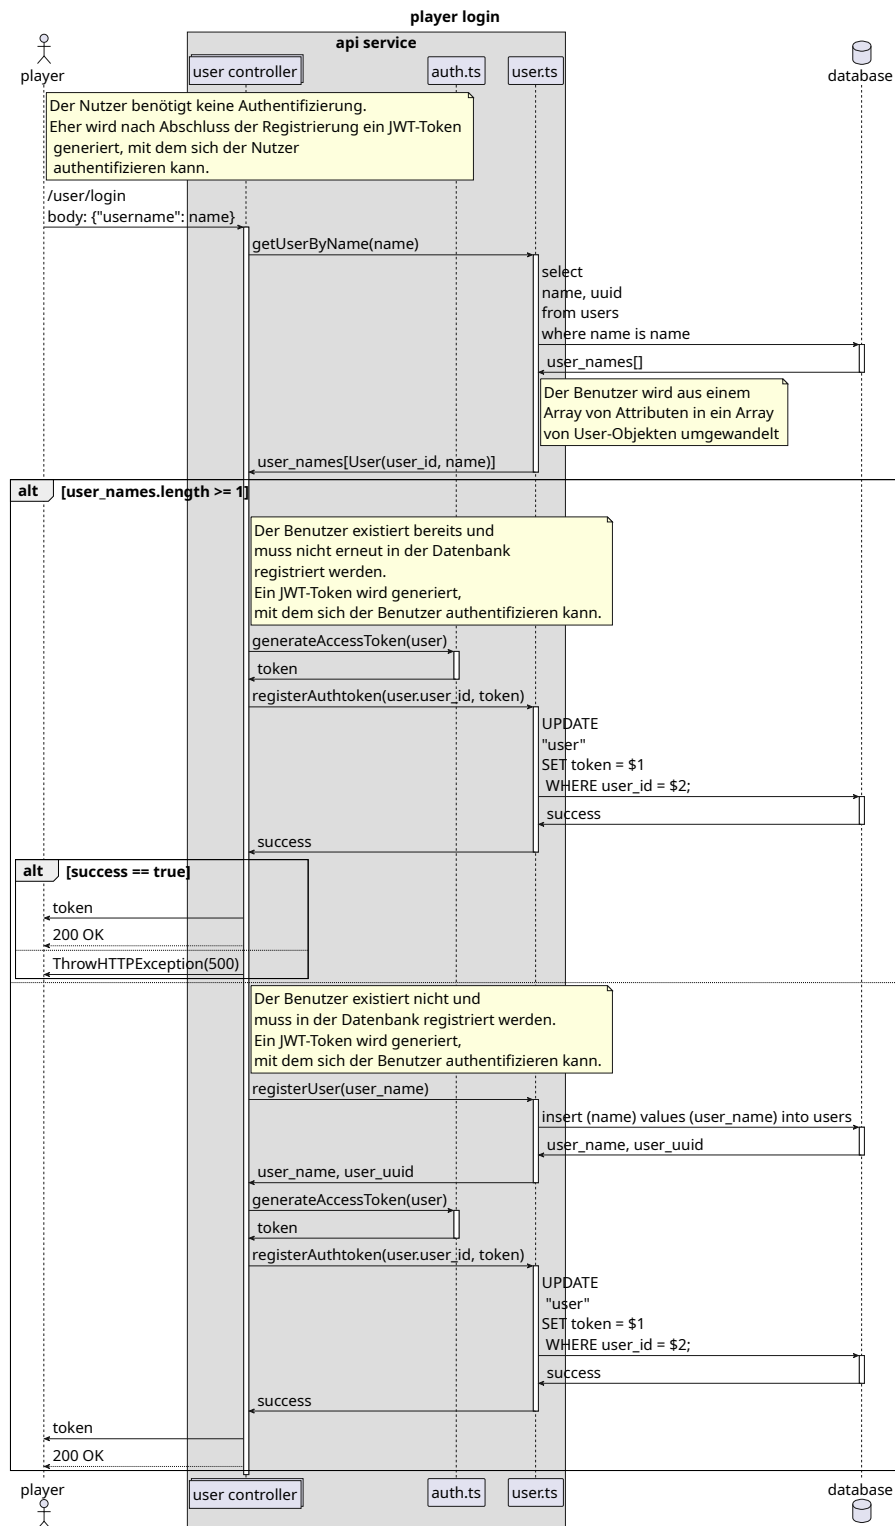 player login
api service
player
user controller
auth.ts
user.ts
database
Der Nutzer benötigt keine Authentifizierung.
Eher wird nach Abschluss der Registrierung ein JWT-Token
generiert, mit dem sich der Nutzer
authentifizieren kann.
/user/login
body: {"username": name}
getUserByName(name)
select
name, uuid
from users
where name is name
user_names[]
Der Benutzer wird aus einem
Array von Attributen in ein Array
von User-Objekten umgewandelt
user_names[User(user_id, name)]
alt [user_names.length >= 1]
Der Benutzer existiert bereits und
muss nicht erneut in der Datenbank
registriert werden.
Ein JWT-Token wird generiert,
mit dem sich der Benutzer authentifizieren kann.
generateAccessToken(user)
token
registerAuthtoken(user.user_id, token)
UPDATE
"user"
SET token = $1
WHERE user_id = $2;
success
success
alt [success == true]
token
200 OK
ThrowHTTPException(500)
Der Benutzer existiert nicht und
muss in der Datenbank registriert werden.
Ein JWT-Token wird generiert,
mit dem sich der Benutzer authentifizieren kann.
registerUser(user_name)
insert (name) values (user_name) into users
user_name, user_uuid
user_name, user_uuid
generateAccessToken(user)
token
registerAuthtoken(user.user_id, token)
UPDATE
"user"
SET token = $1
WHERE user_id = $2;
success
success
token
200 OK
player
user controller
auth.ts
user.ts
database